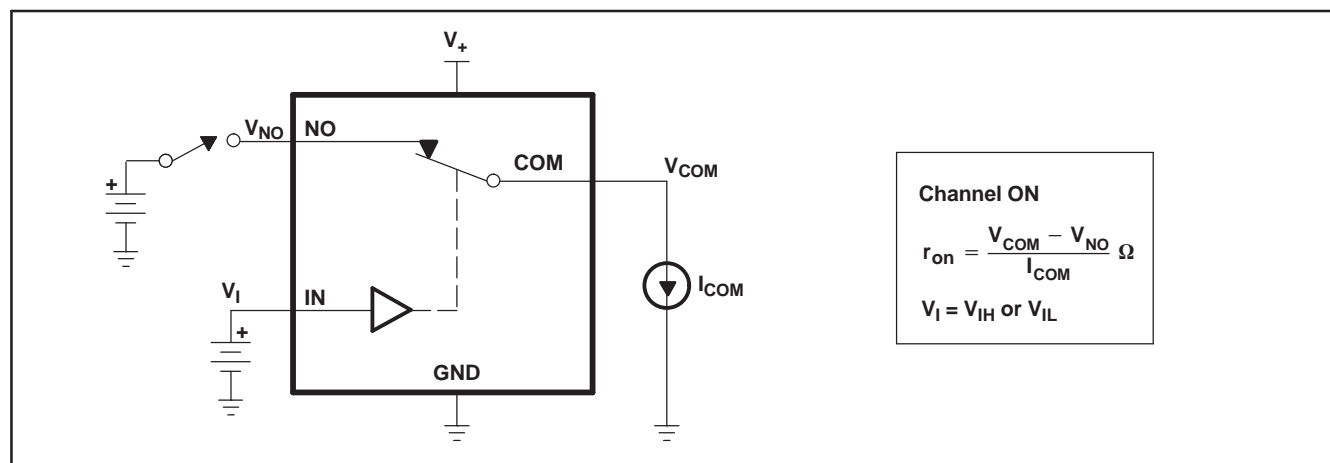 V+
VNO
NO
COM
VCOM
+
ICOM
VI
IN
+
GND
Channel ON
ron = VCOM − VNO / ICOM Ω
VI = VIH or VIL